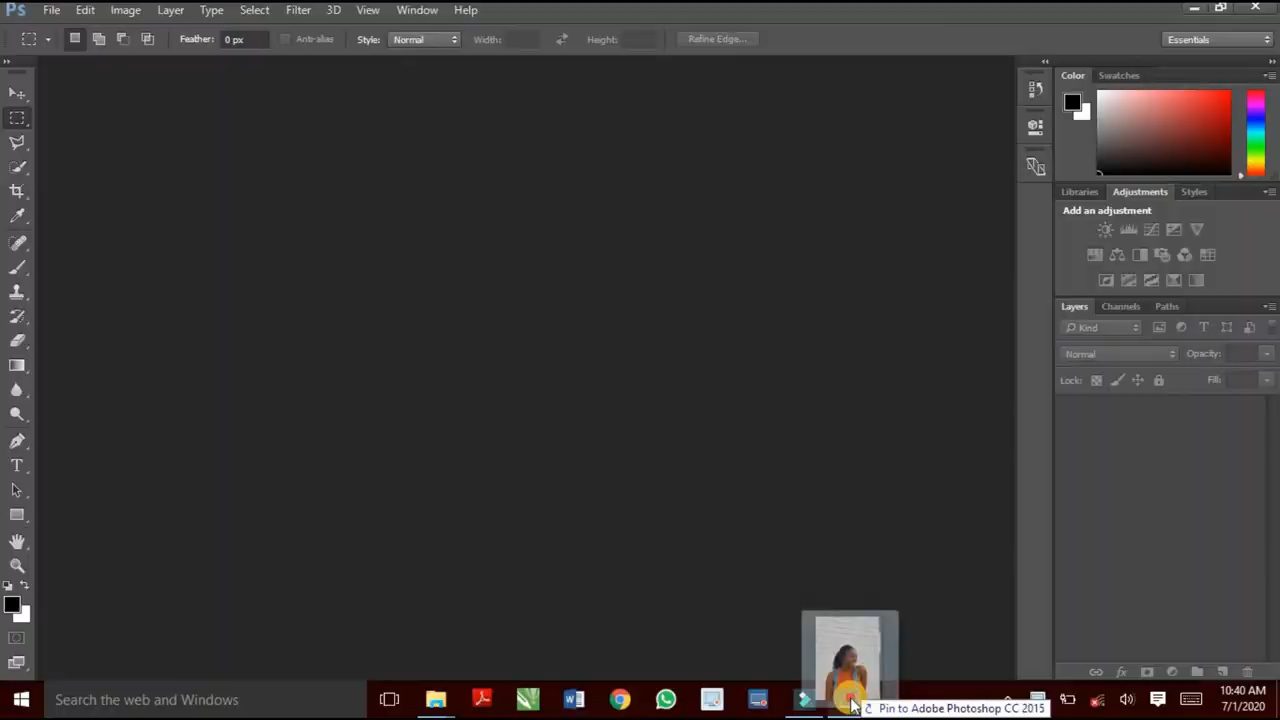 Ps File Edit Image Layer Type Select Filter 3D View Window Help
Feather: 0 px Anti-alias Style: Normal Width: Height: Refine Edge... Essentials
Color Swatches
Libraries Adjustments Styles
Add an adjustment
Layers Channels Paths
Kind
Normal Opacity:
Lock: Fill:
Search the web and Windows
Pin to Adobe Photoshop CC 2015
10:40 AM
7/1/2020